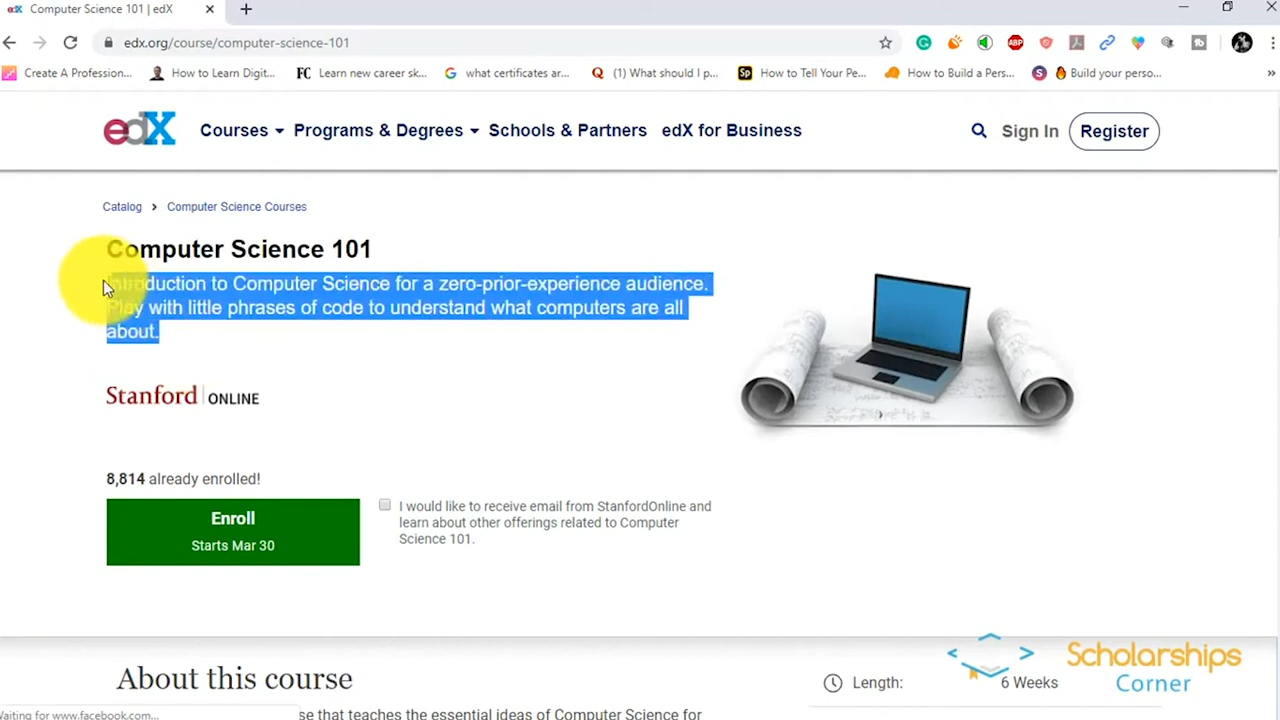 Computer Science 101 | edX
edx.org/course/computer-science-101
ABP
Create A Profession...
How to Learn Digit...
FC Learn new career sk...
G what certificates ar...
Q (1) What should I p...
Sp How to Tell Your Pe...
How to Build a Pers...
S Build your perso...
edX Courses Programs & Degrees Schools & Partners edX for Business Sign In Register
Catalog > Computer Science Courses
Computer Science 101
Introduction to Computer Science for a zero-prior-experience audience.
Play with little phrases of code to understand what computers are all
about.
Stanford | ONLINE
8,814 already enrolled!
Enroll
Starts Mar 30
I would like to receive email from StanfordOnline and
learn about other offerings related to Computer
Science 101.
About this course
Length: 6 Weeks
Scholarships
Corner
Waiting for www.facebook.com...
se that teaches the essential ideas of Computer Science for